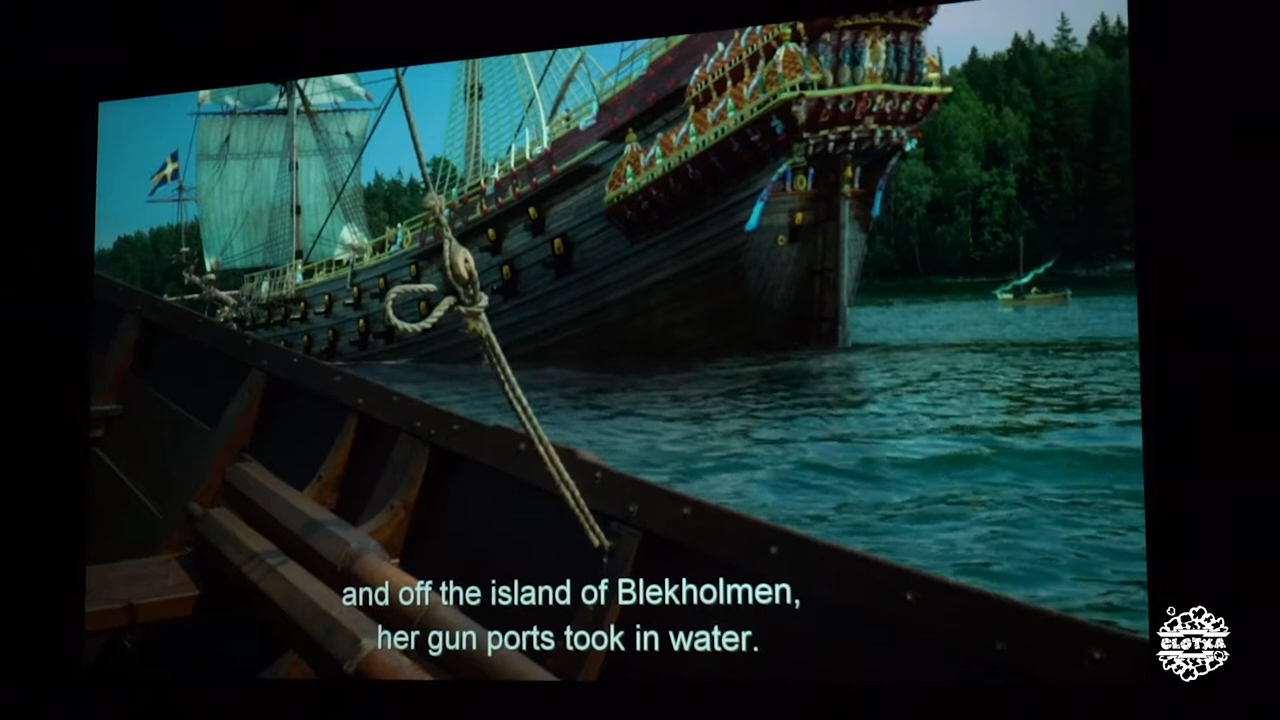 and off the island of Blekholmen,
her gun ports took in water.
CLOTXA